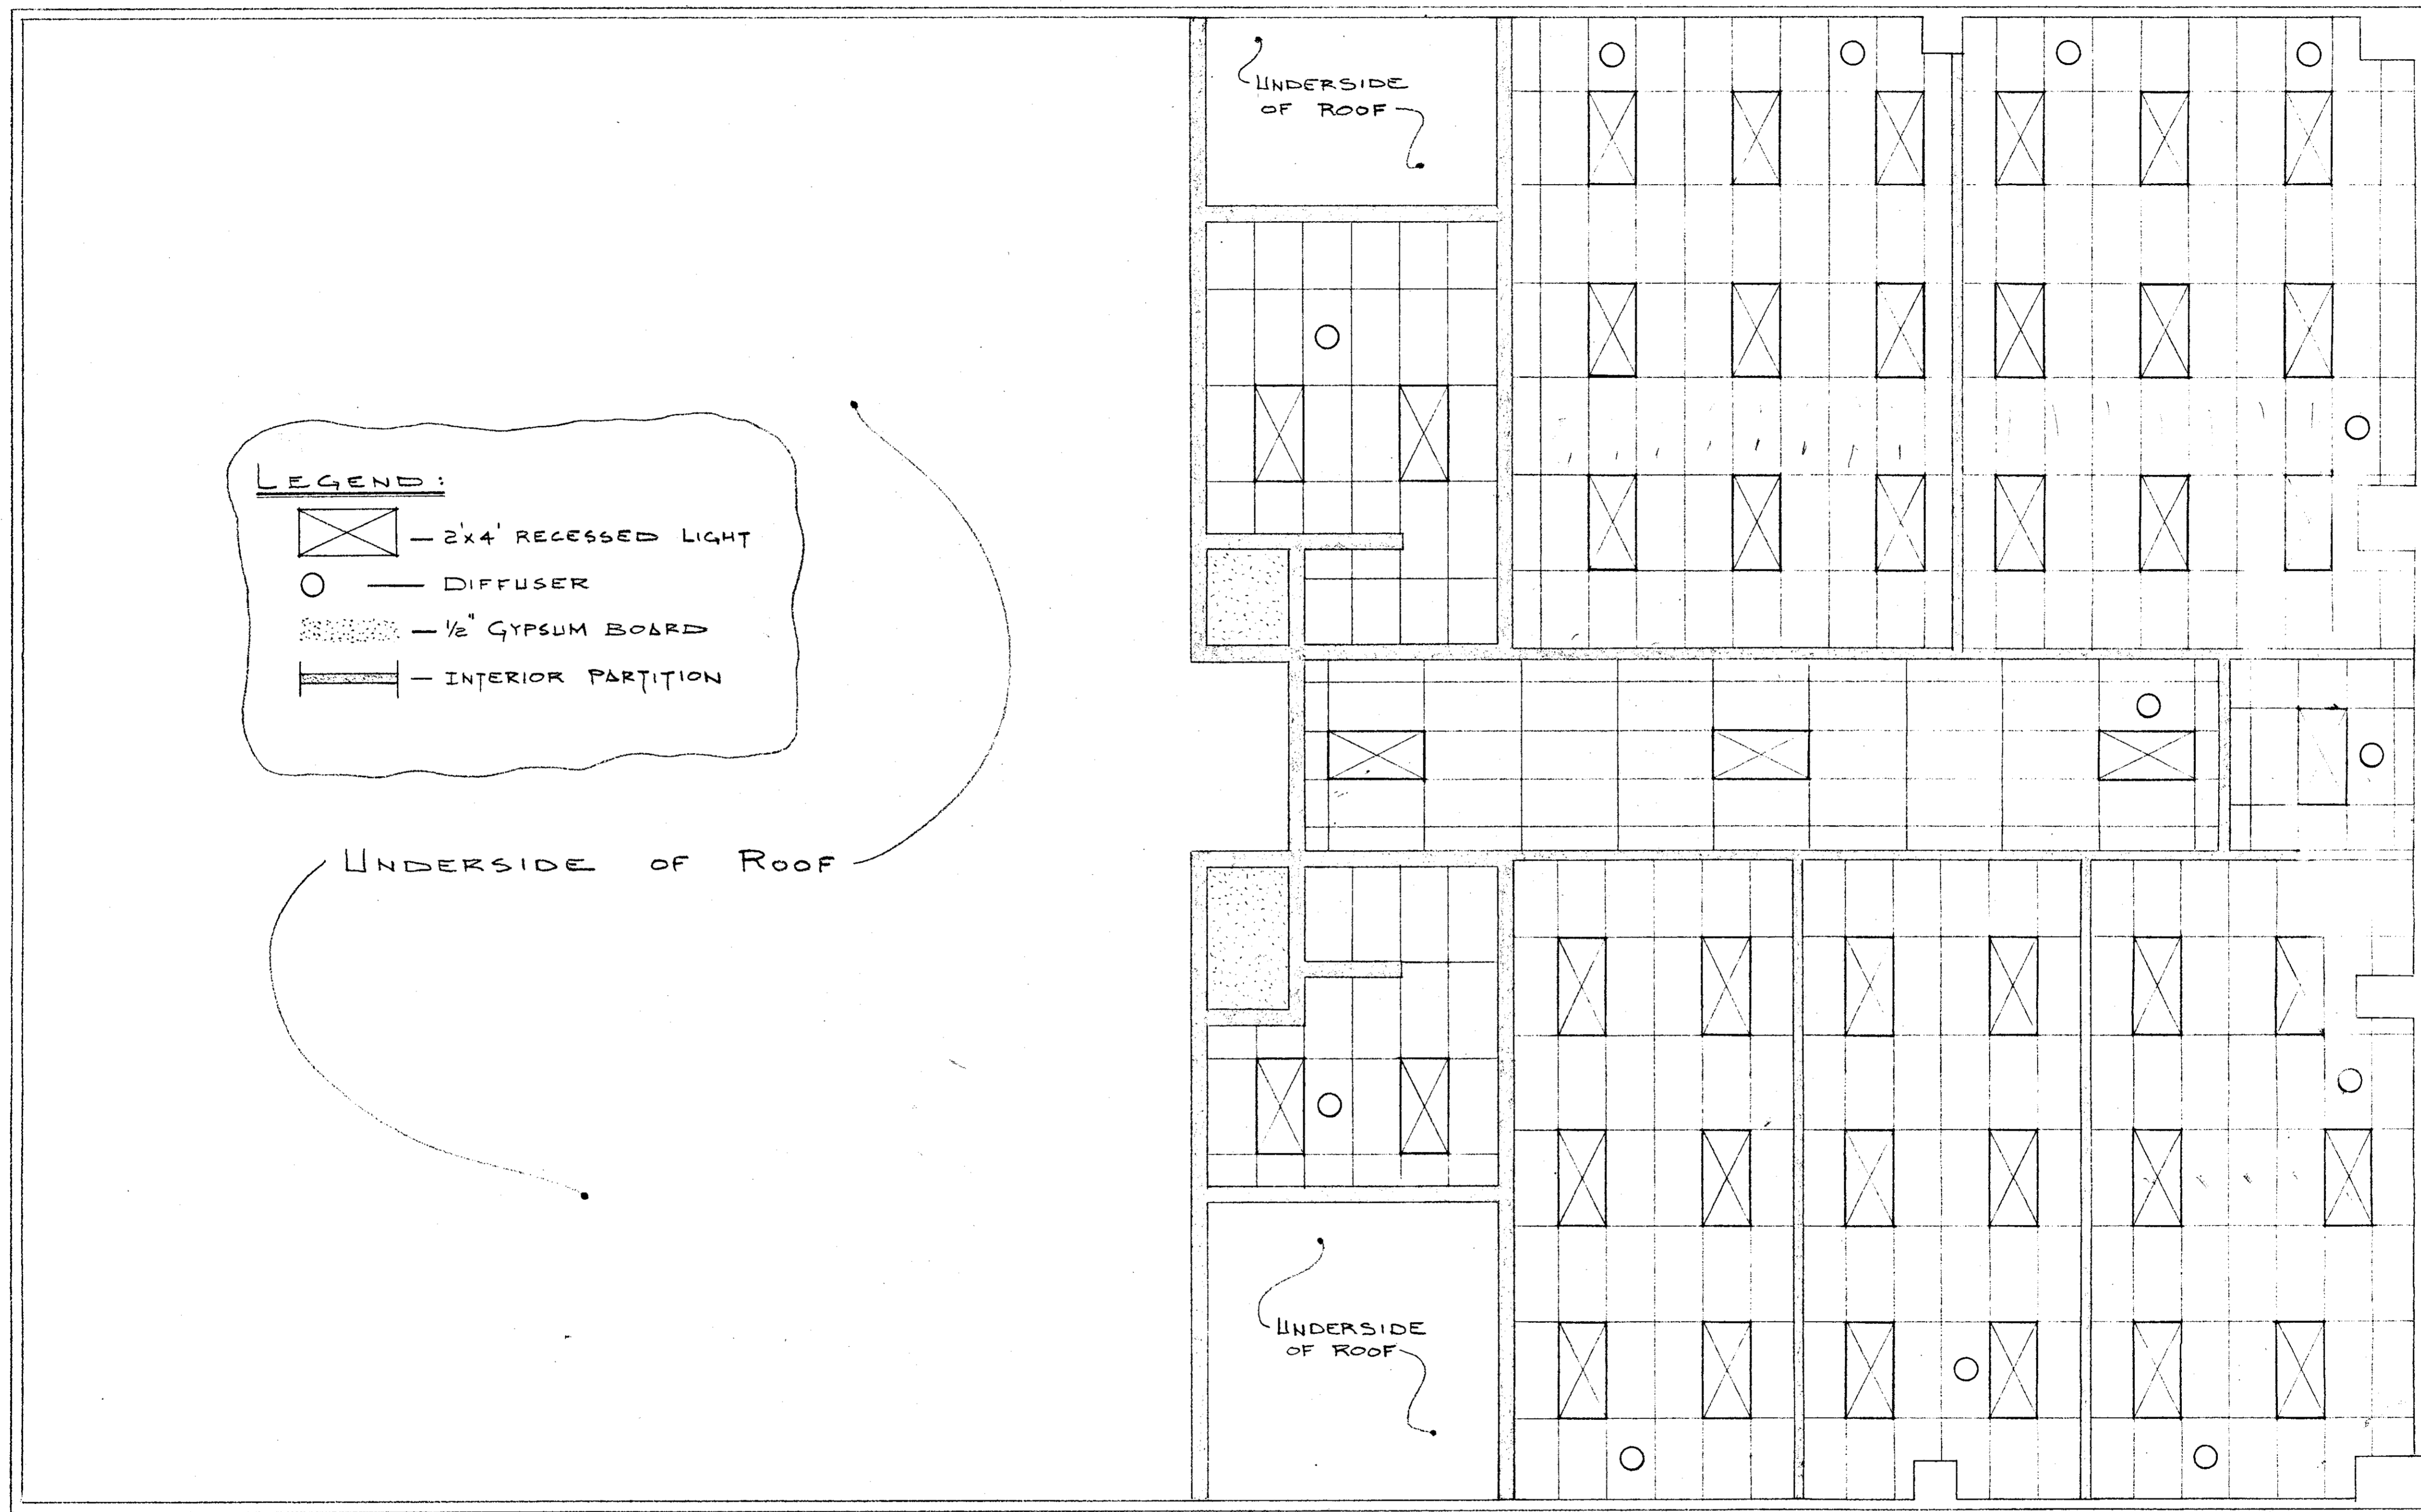 UNDERSIDE
OF ROOF
LEGEND:
— 2'x4' RECESSED LIGHT
— DIFFUSER
— 1/2" GYPSUM BOARD
— INTERIOR PARTITION
UNDERSIDE OF ROOF
UNDERSIDE
OF ROOF